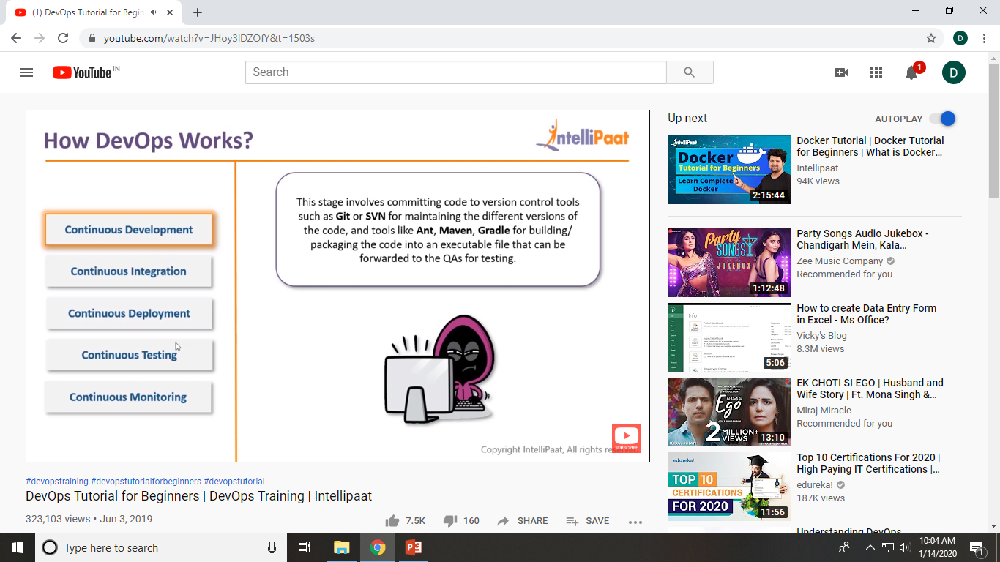 (1) DevOps Tutorial for Begin
youtube.com/watch?v=JHoy3lDZOfY&t=1503s
D
YouTube IN
Search
1
D
How DevOps Works?
IntelliPaat
This stage involves committing code to version control tools
such as Git or SVN for maintaining the different versions of
the code, and tools like Ant, Maven, Gradle for building/
packaging the code into an executable file that can be
forwarded to the QAs for testing.
Continuous Development
Continuous Integration
Continuous Deployment
Continuous Testing
Continuous Monitoring
SUBSCRIBE
Copyright IntelliPaat, All rights
#devopstraining #devopstutorialforbeginners #devopstutorial
DevOps Tutorial for Beginners | DevOps Training | Intellipaat
323,103 views • Jun 3, 2019
7.5K 160 SHARE SAVE
Up next AUTOPLAY
IntelliPaat
Docker
Tutorial for Beginners
Learn Complete
Docker
2:15:44
Docker Tutorial | Docker Tutorial
for Beginners | What is Docker...
Intellipaat
94K views
Party
SONGS
JUKEBOX
1:12:48
Party Songs Audio Jukebox -
Chandigarh Mein, Kala...
Zee Music Company
Recommended for you
Info
5:06
How to create Data Entry Form
in Excel - Ms Office?
Vicky's Blog
8.3M views
Ego
2 MILLION+
VIEWS
IQBAL KHAN
13:10
EK CHOTI SI EGO | Husband and
Wife Story | Ft. Mona Singh &...
Miraj Miracle
Recommended for you
edureka!
TOP 10
CERTIFICATIONS
FOR 2020
11:56
Top 10 Certifications For 2020 |
High Paying IT Certifications |...
edureka!
187K views
Understanding DevOps
Type here to search
10:04 AM
1/14/2020
1